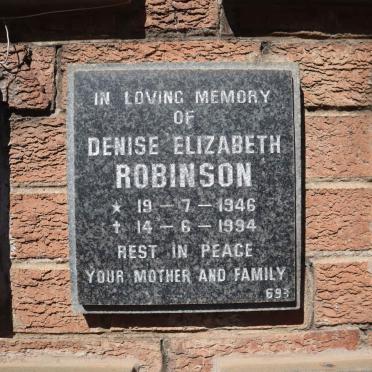 IN LOVING MEMORY
OF
DENISE ELIZABETH
ROBINSON
★ 19 – 7 – 1946
† 14 – 6 – 1994
REST IN PEACE
YOUR MOTHER AND FAMILY
693